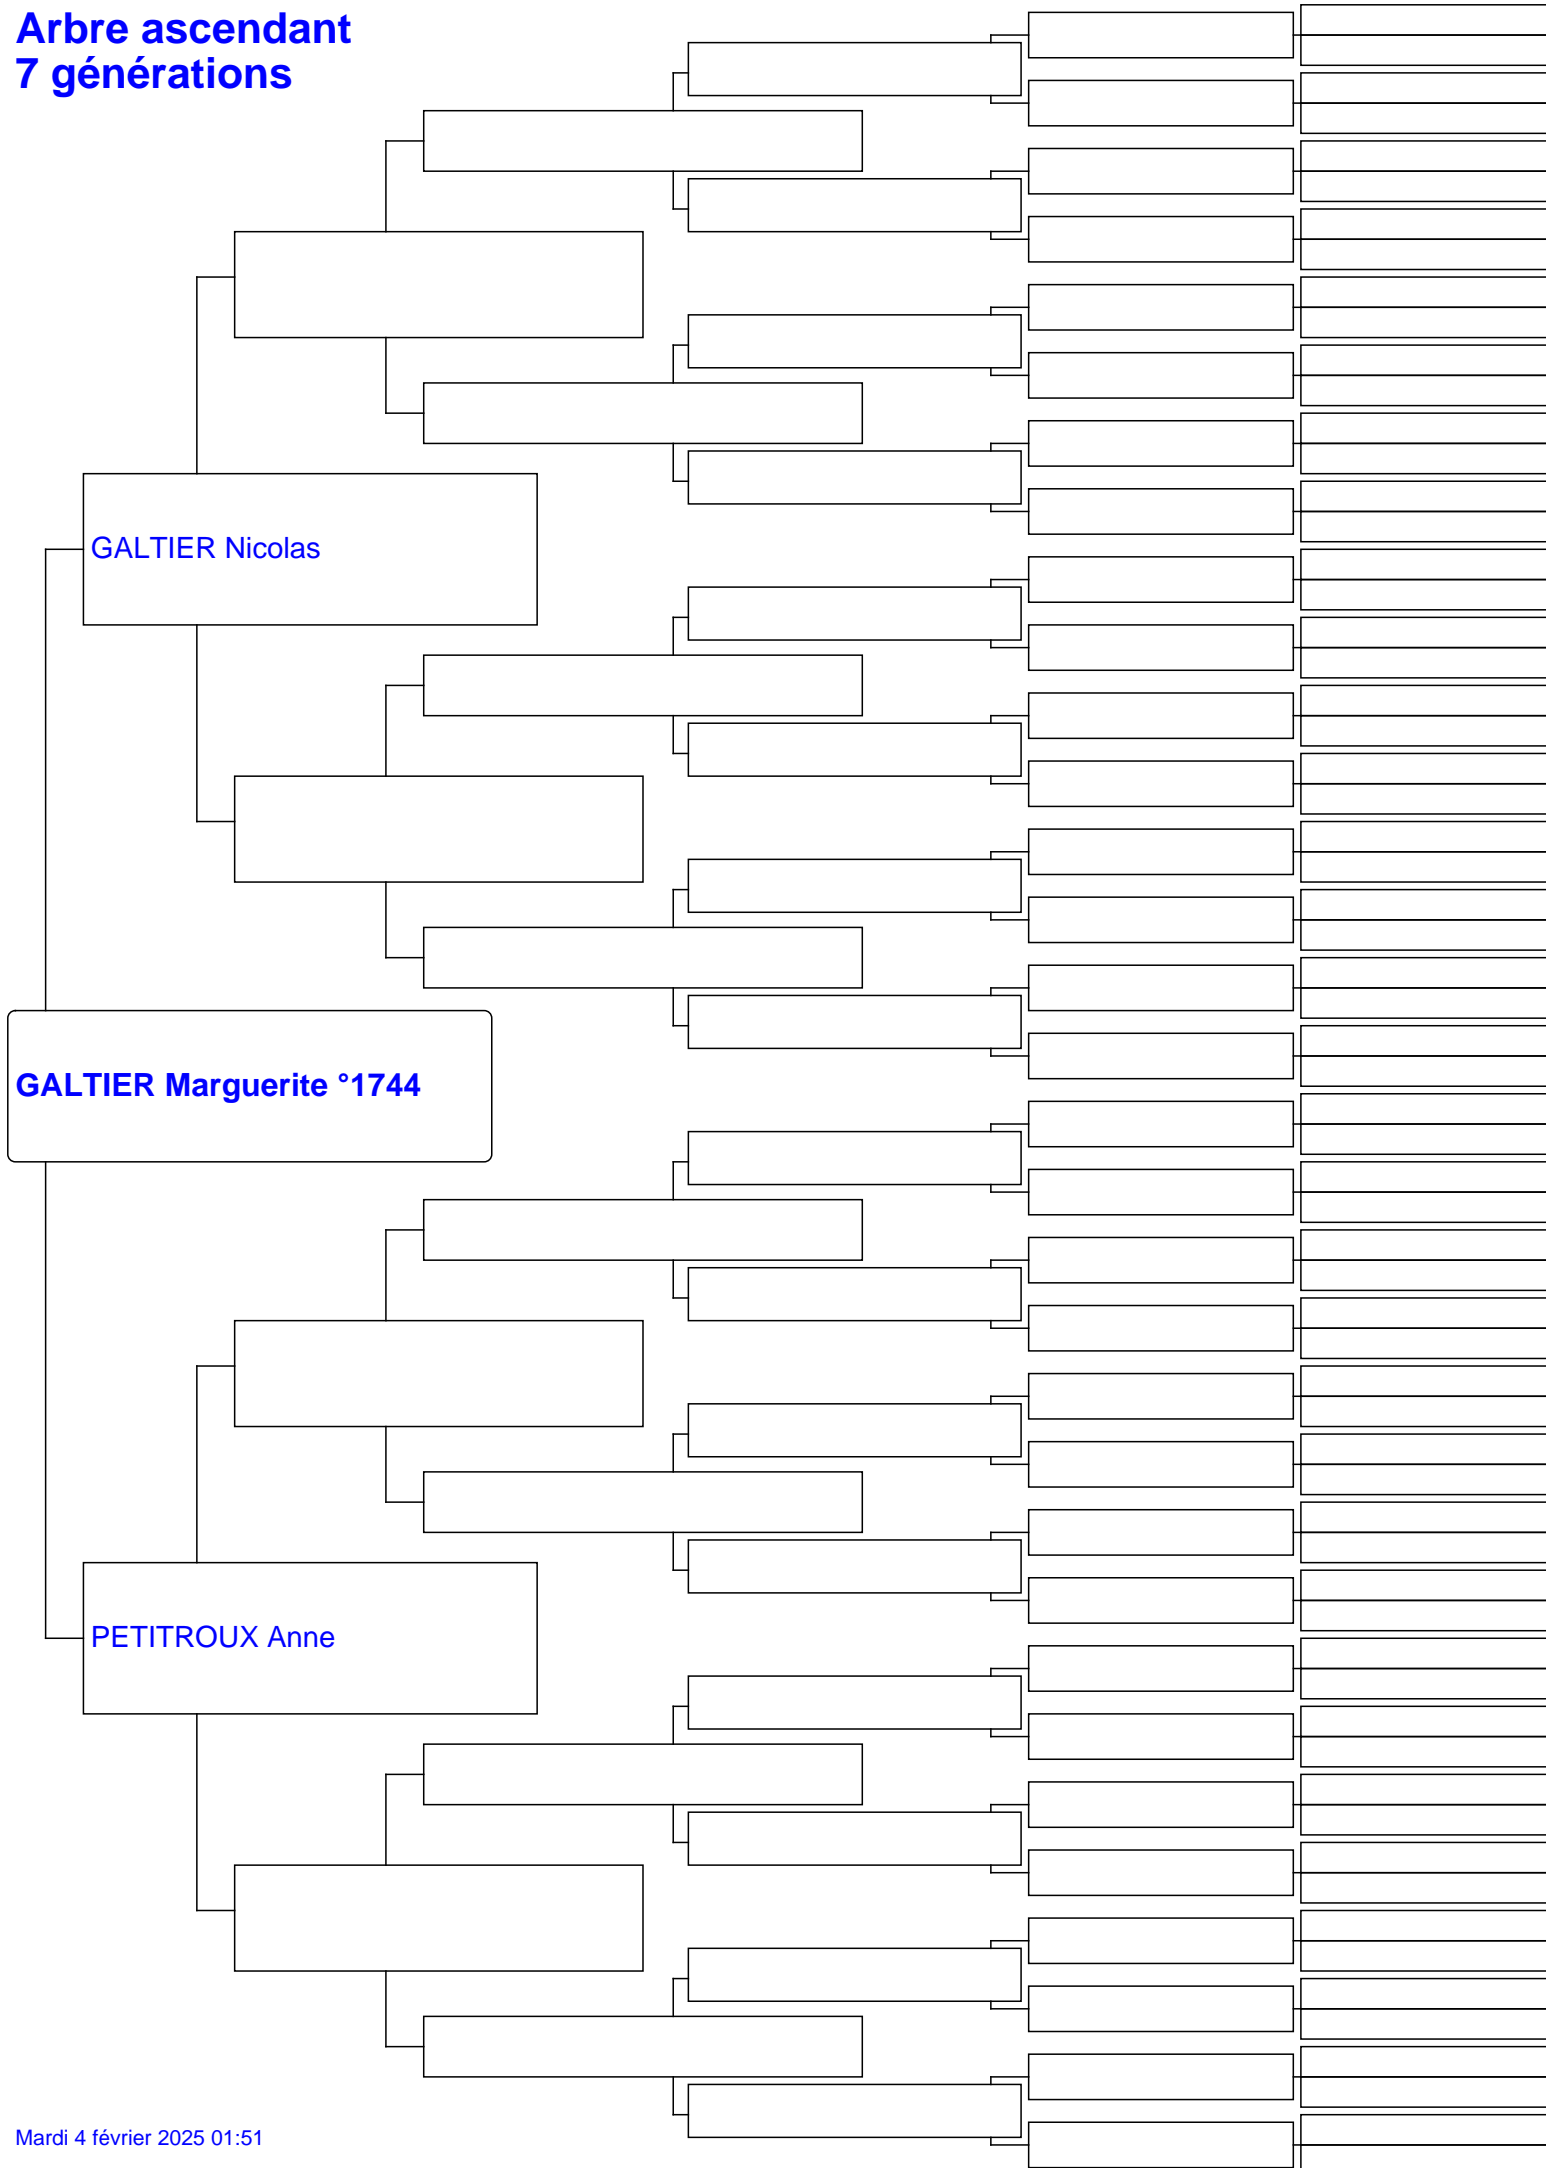 Arbre ascendant
7 générations
GALTIER Nicolas
GALTIER Marguerite °1744
PETITROUX Anne
Mardi 4 février 2025 01:51